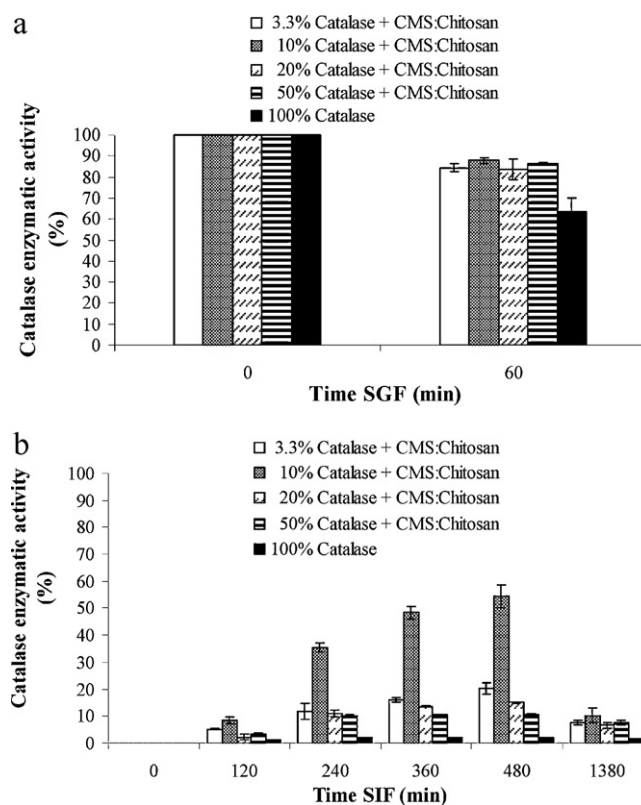 a
3.3% Catalase + CMS:Chitosan
10% Catalase + CMS:Chitosan
20% Catalase + CMS:Chitosan
50% Catalase + CMS:Chitosan
100% Catalase
Catalase enzymatic activity
(%)
100
90
80
70
60
50
40
30
20
10
0
0 60
Time SGF (min)
b
3.3% Catalase + CMS:Chitosan
10% Catalase + CMS:Chitosan
20% Catalase + CMS:Chitosan
50% Catalase + CMS:Chitosan
100% Catalase
Catalase enzymatic activity
(%)
100
90
80
70
60
50
40
30
20
10
0
0 120 240 360 480 1380
Time SIF (min)